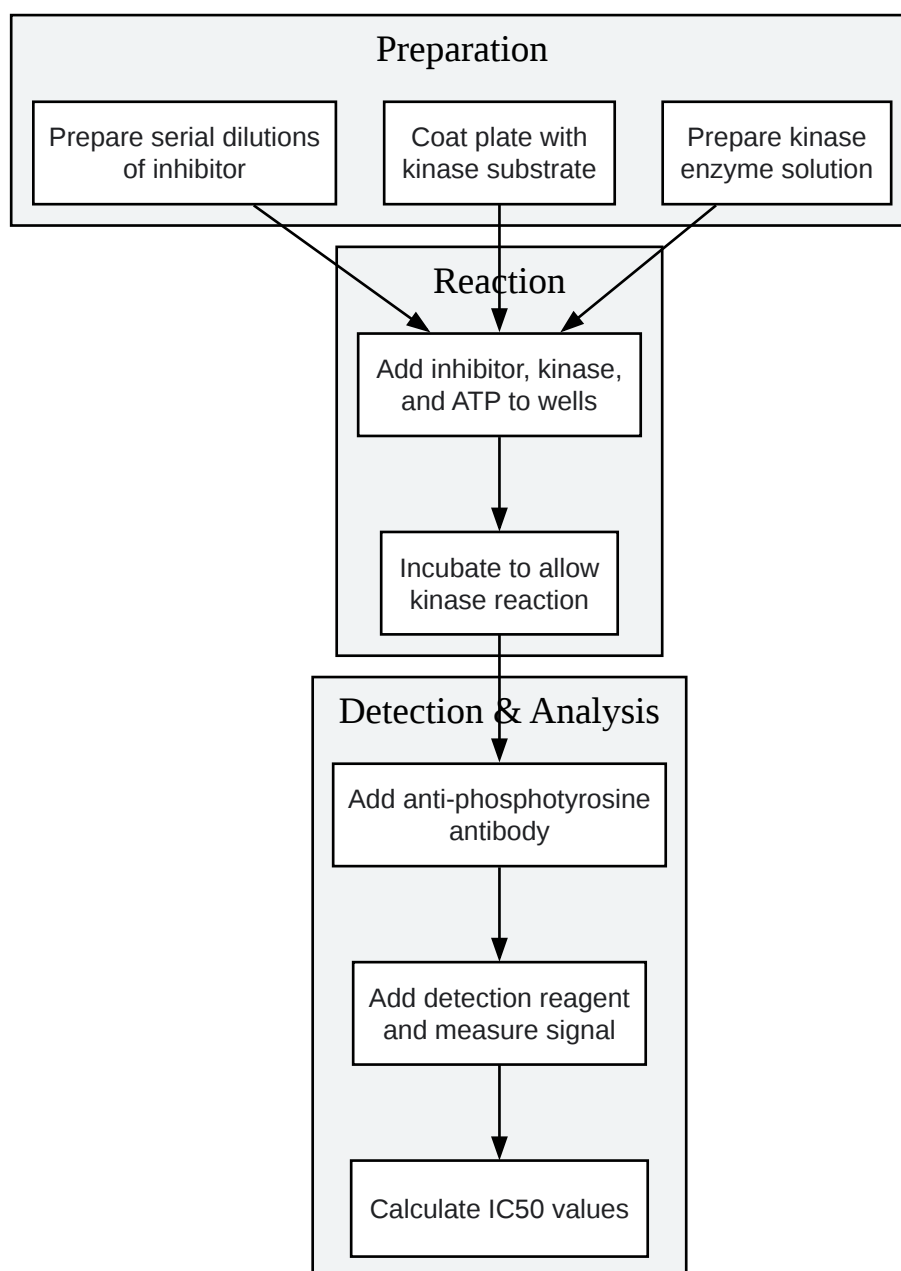 Preparation
Prepare serial dilutions
of inhibitor
Coat plate with
kinase substrate
Prepare kinase
enzyme solution
Reaction
Add inhibitor, kinase,
and ATP to wells
Incubate to allow
kinase reaction
Detection & Analysis
Add anti-phosphotyrosine
antibody
Add detection reagent
and measure signal
Calculate IC50 values